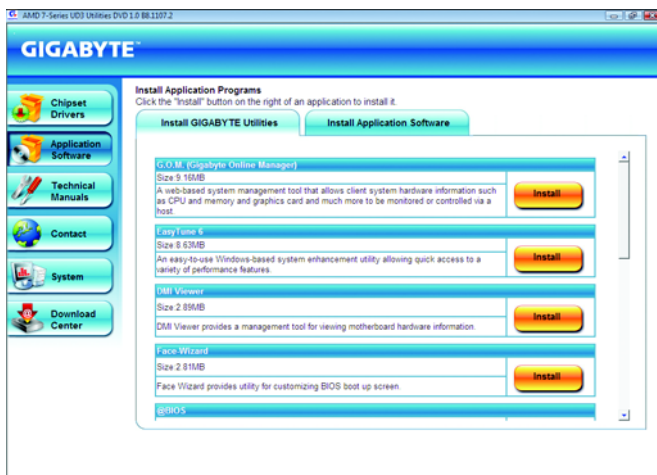 AMD 7-Series UD3 Utilities DVD 1.0 B8.1107.2
GIGABYTE™
Chipset
Drivers
Application
Software
Technical
Manuals
Contact
System
Download
Center
Install Application Programs
Click the "Install" button on the right of an application to install it.
Install GIGABYTE Utilities
Install Application Software
G.O.M. (Gigabyte Online Manager)
Size:9.16MB
A web-based system management tool that allows client system hardware information such
as CPU and memory and graphics card and much more to be monitored or controlled via a
host.
Install
EasyTune 6
Size:8.63MB
An easy-to-use Windows-based system enhancement utility allowing quick access to a
variety of performance features.
Install
DMI Viewer
Size:2.89MB
DMI Viewer provides a management tool for viewing motherboard hardware information.
Install
Face-Wizard
Size:2.81MB
Face Wizard provides utility for customizing BIOS boot up screen.
Install
@BIOS